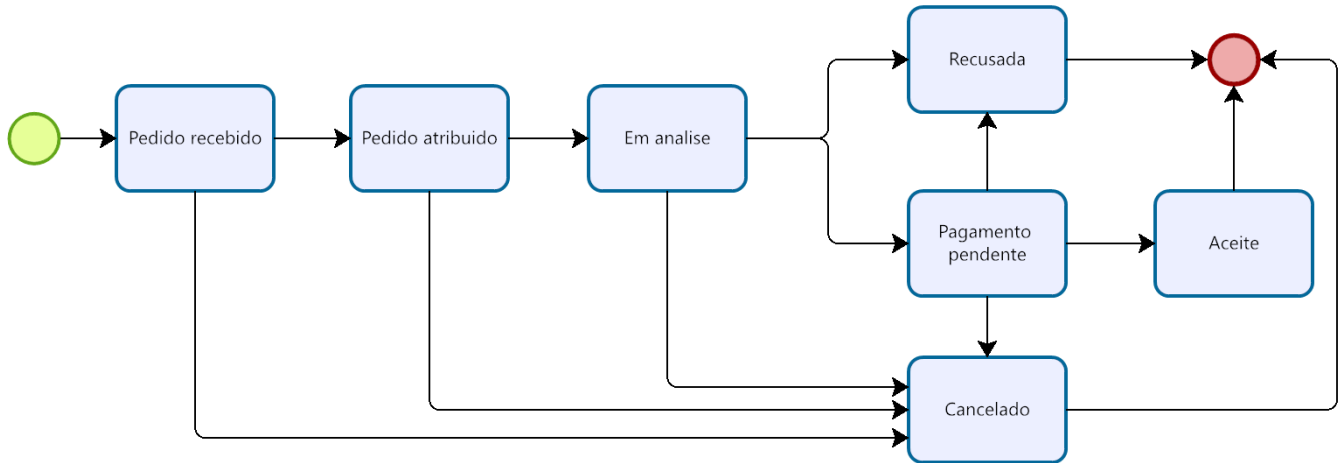 Recusada
Pedido recebido
Pedido atribuido
Em analise
Pagamento
pendente
Aceite
Cancelado